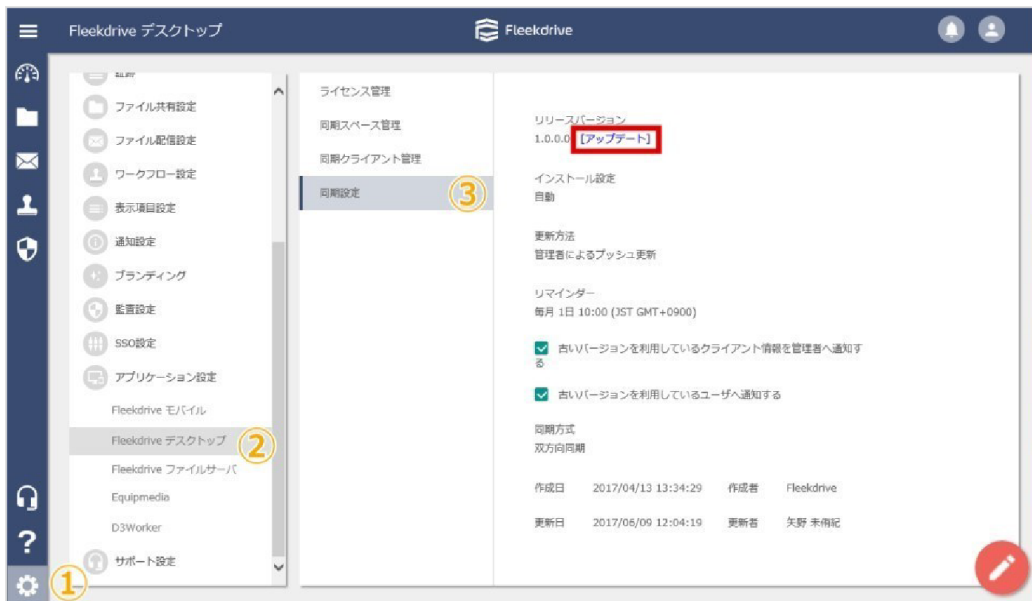 Fleekdrive デスクトップ
Fleekdrive
ファイル共有設定
ファイル配信設定
ワークフロー設定
表示項目設定
通知設定
ブランディング
監査設定
SSO設定
アプリケーション設定
Fleekdrive モバイル
Fleekdrive デスクトップ
②
Fleekdrive ファイルサーバ
Equipmedia
D3Worker
サポート設定
①
ライセンス管理
同期スペース管理
同期クライアント管理
同期設定
③
リリースバージョン
1.0.0.0 [アップデート]
インストール設定
自動
更新方法
管理者によるプッシュ更新
リマインダー
毎月 1日 10:00 (JST GMT+0900)
古いバージョンを利用しているクライアント情報を管理者へ通知す
る
古いバージョンを利用しているユーザへ通知する
同期方式
双方向同期
作成日 2017/04/13 13:34:29 作成者 Fleekdrive
更新日 2017/06/09 12:04:19 更新者 矢野
?